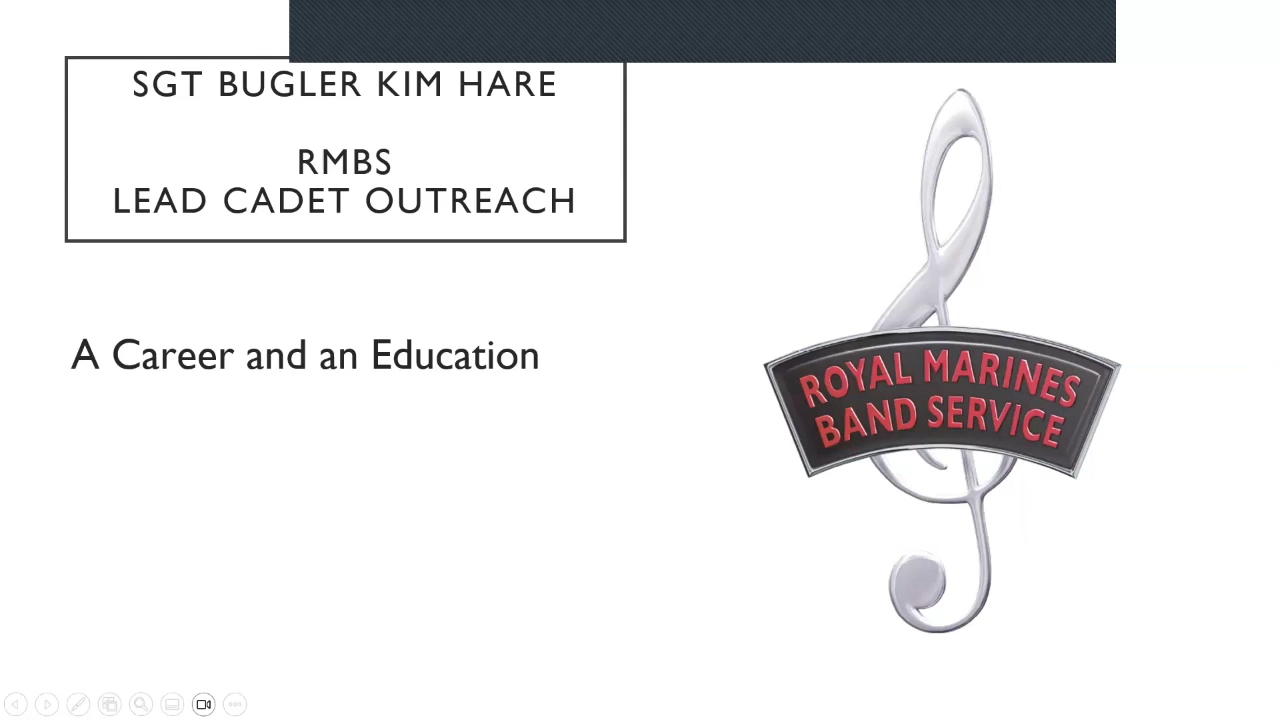 SGT BUGLER KIM HARE
RMBS
LEAD CADET OUTREACH
A Career and an Education
ROYAL MARINES
BAND SERVICE